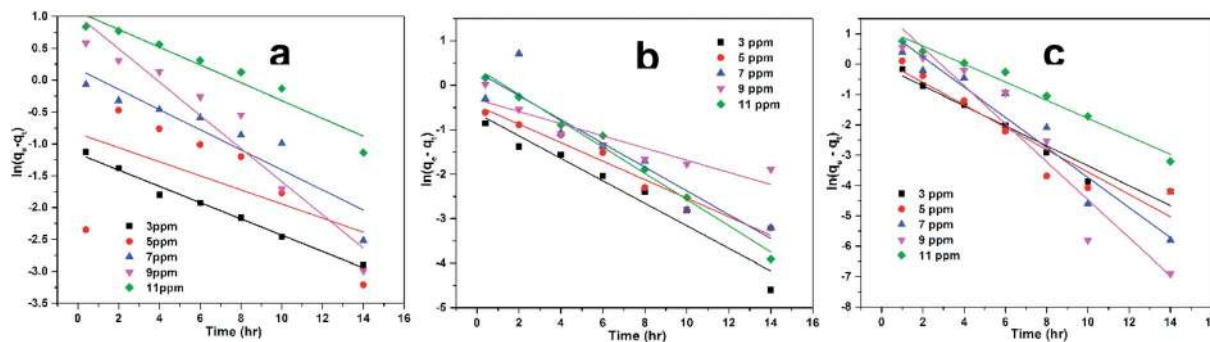 a
1.0
0.5
0.0
-0.5
-1.0
-1.5
-2.0
-2.5
-3.0
-3.5
ln(qe-qt)
3ppm
5ppm
7ppm
9ppm
11ppm
0 2 4 6 8 10 12 14 16
Time (hr)
b
1
0
-1
-2
-3
-4
-5
ln(qe - qt)
3 ppm
5 ppm
7 ppm
9 ppm
11 ppm
0 2 4 6 8 10 12 14 16
Time (hr)
c
2
1
0
-1
-2
-3
-4
-5
-6
-7
-8
ln(qe - qt)
3 ppm
5 ppm
7 ppm
9 ppm
11 ppm
0 2 4 6 8 10 12 14 16
Time (hr)